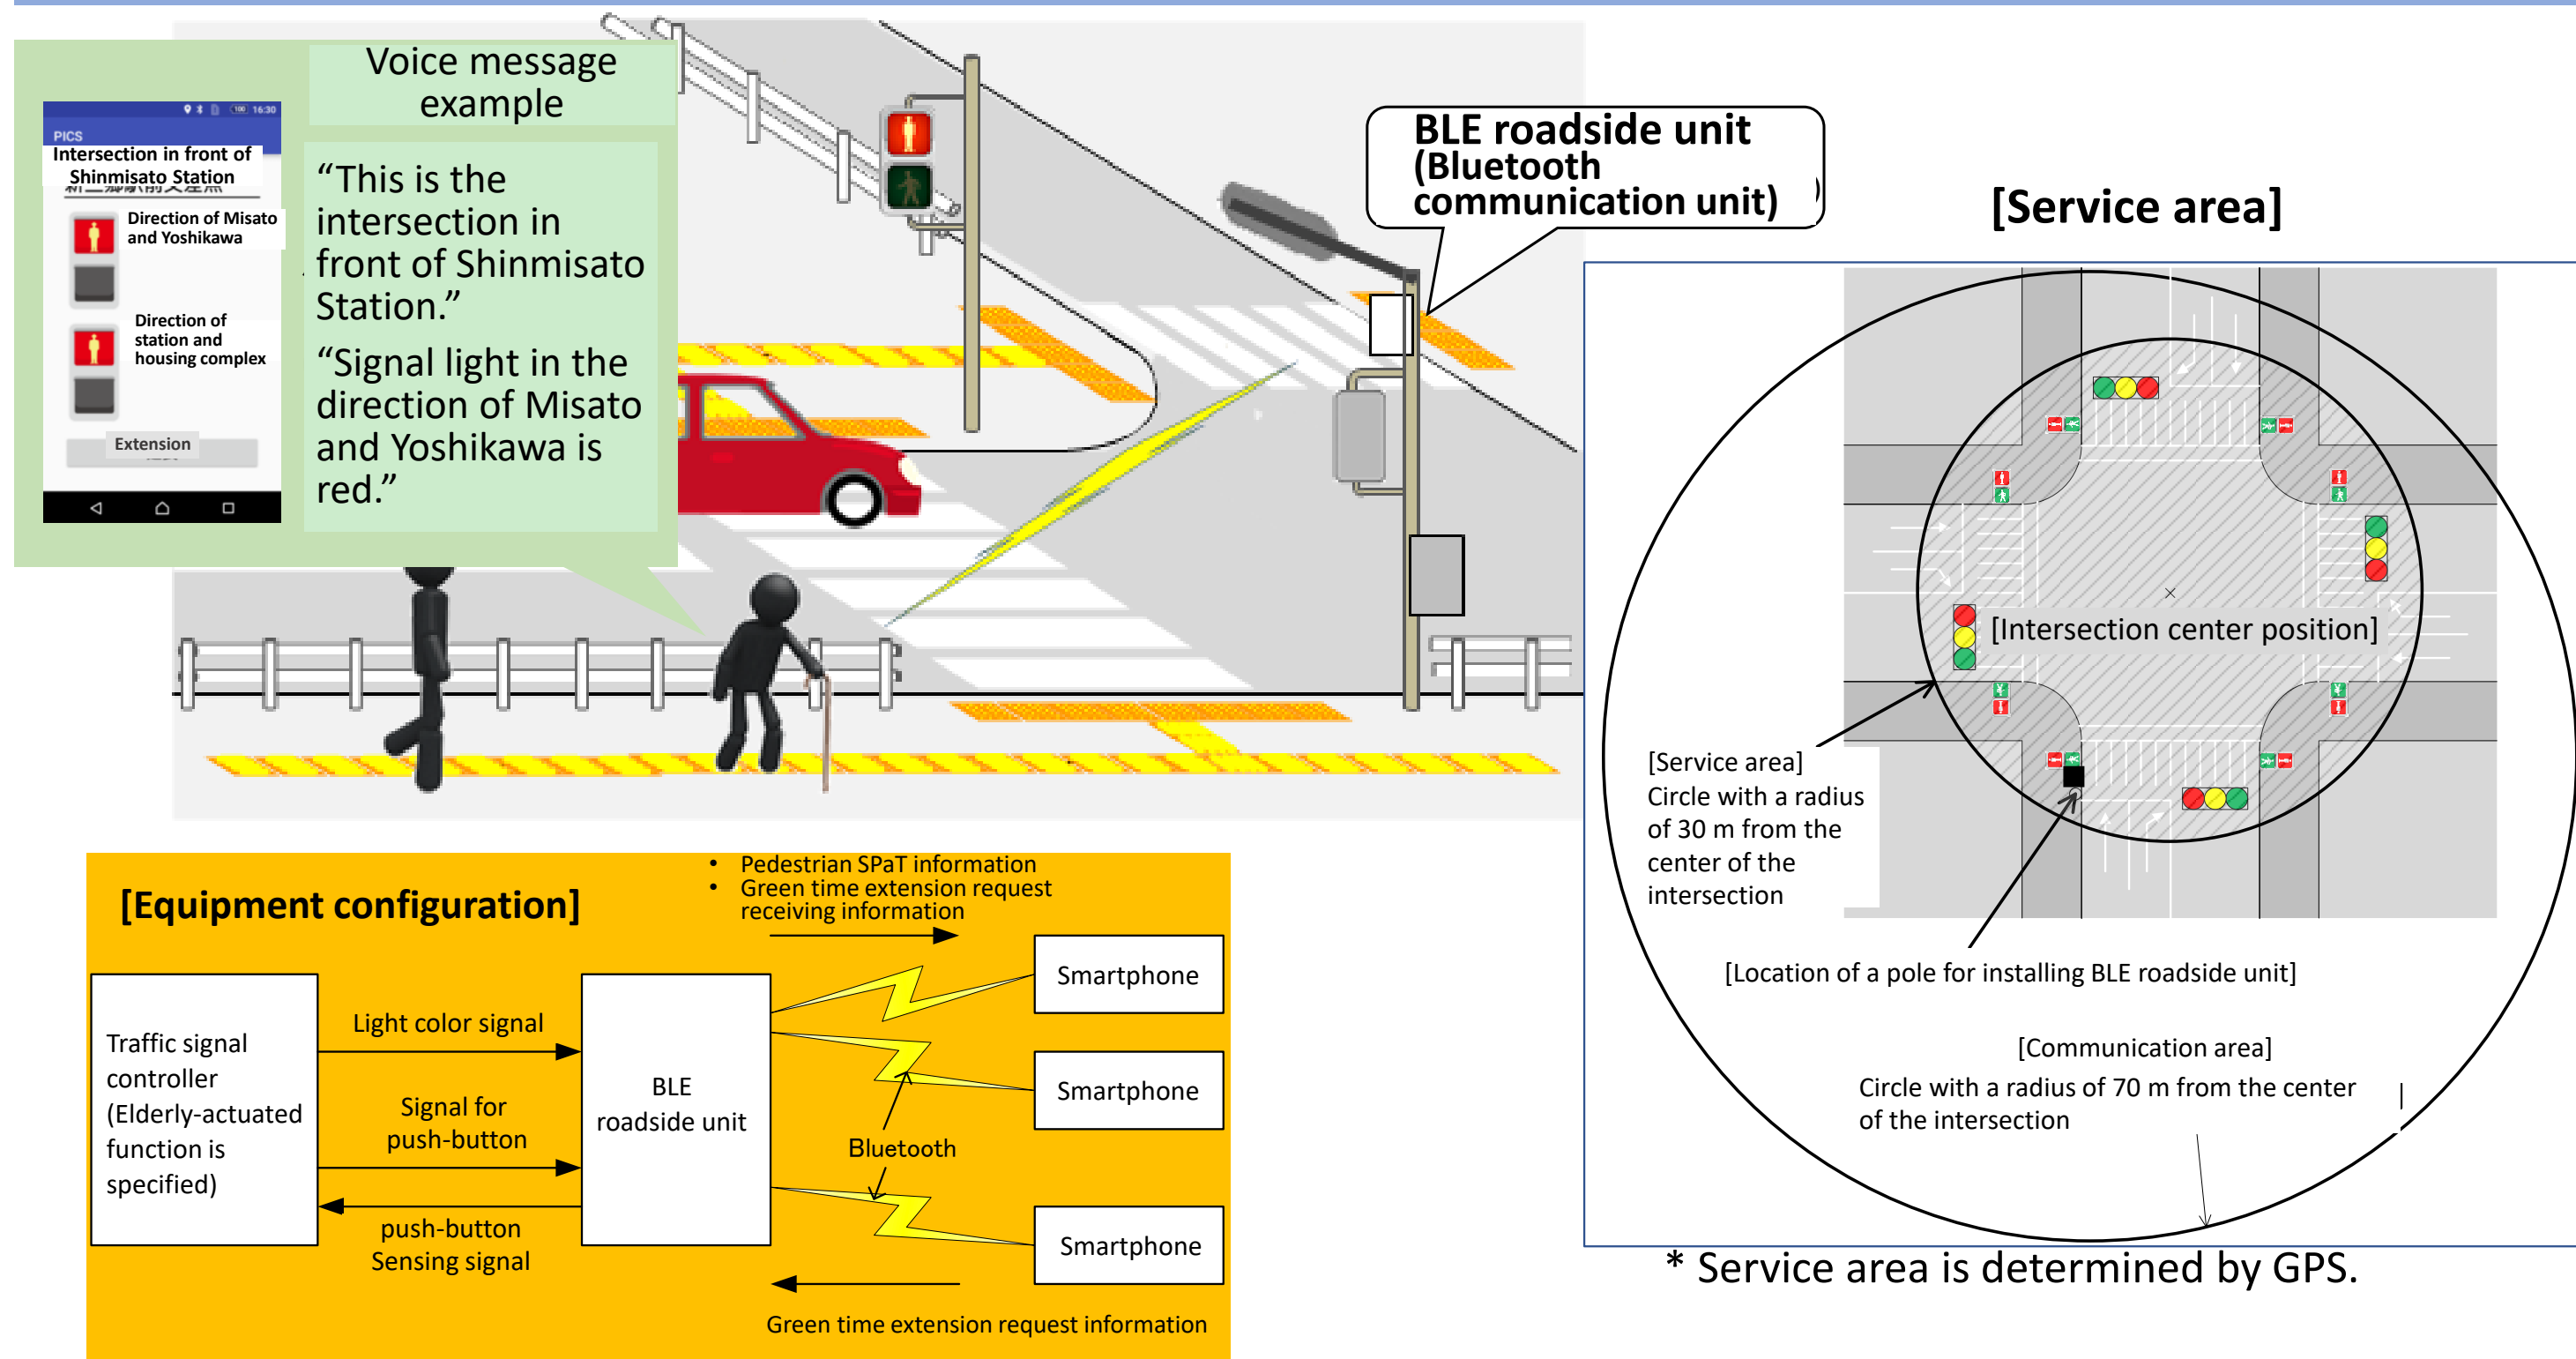 Voice message
example
100 16:30
PICS
Intersection in front of
Shinmisato Station
Direction of Misato
and Yoshikawa
Direction of
station and
housing complex
Extension
“This is the
intersection in
front of Shinmisato
Station.”
“Signal light in the
direction of Misato
and Yoshikawa is
red.”
BLE roadside unit
(Bluetooth
communication unit)
[Service area]
[Intersection center position]
[Service area]
Circle with a radius
of 30 m from the
center of the
intersection
[Location of a pole for installing BLE roadside unit]
[Communication area]
Circle with a radius of 70 m from the center
of the intersection
* Service area is determined by GPS.
[Equipment configuration]
• Pedestrian SPaT information
• Green time extension request
receiving information
Traffic signal
controller
(Elderly-actuated
function is
specified)
Light color signal
Signal for
push-button
push-button
Sensing signal
BLE
roadside unit
Bluetooth
Smartphone
Smartphone
Smartphone
Green time extension request information